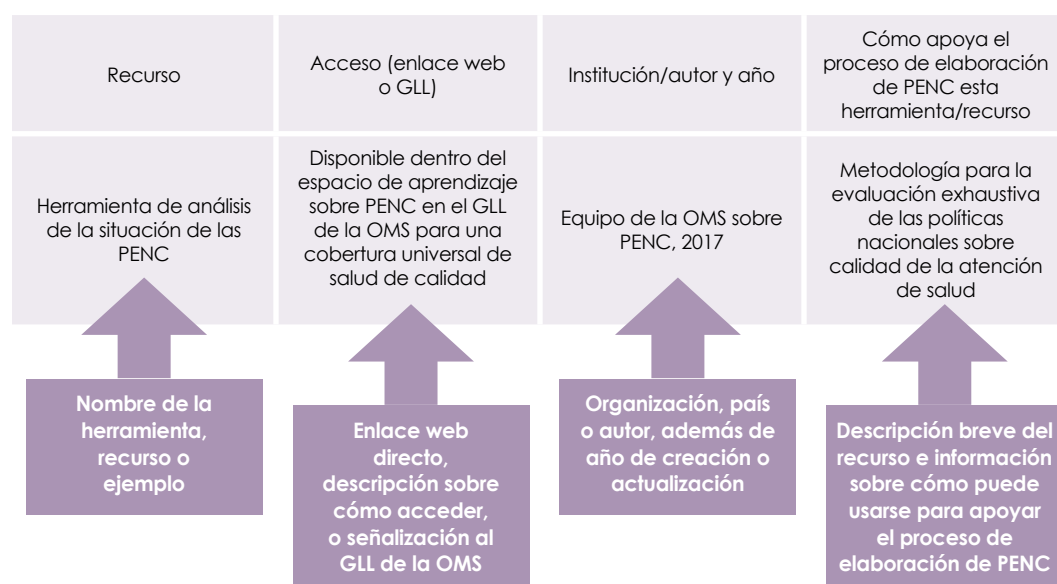 Recurso
Acceso (enlace web
o GLL)
Institución/autor y año
Cómo apoya el
proceso de elaboración
de PENC esta
herramienta/recurso
Herramienta de análisis
de la situación de las
PENC
Disponible dentro del
espacio de aprendizaje
sobre PENC en el GLL
de la OMS para una
cobertura universal de
salud de calidad
Equipo de la OMS sobre
PENC, 2017
Metodología para la
evaluación exhaustiva
de las políticas
nacionales sobre
calidad de la atención
de salud
Nombre de la
herramienta,
recurso o
ejemplo
Enlace web
directo,
descripción sobre
cómo acceder,
o señalización al
GLL de la OMS
Organización, país
o autor, además de
año de creación o
actualización
Descripción breve del
recurso e información
sobre cómo puede
usarse para apoyar
el proceso de
elaboración de PENC